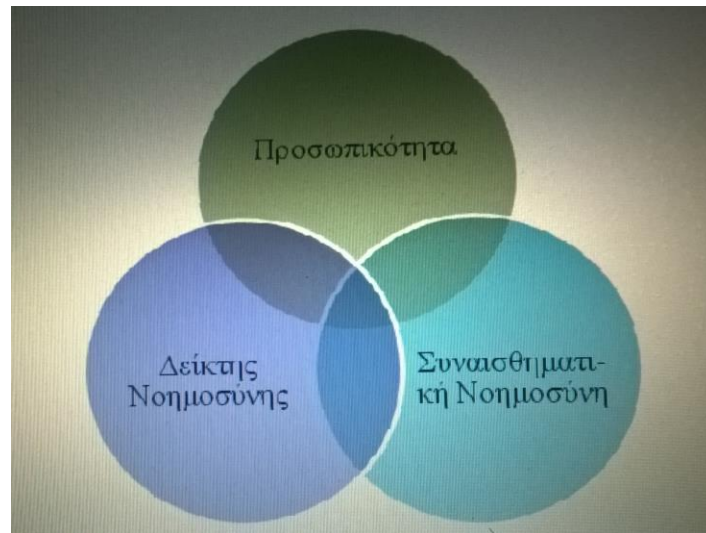 Προσωπικότητα
Δείκτης
Νοημοσύνης
Συναισθηματι-
κή Νοημοσύνη